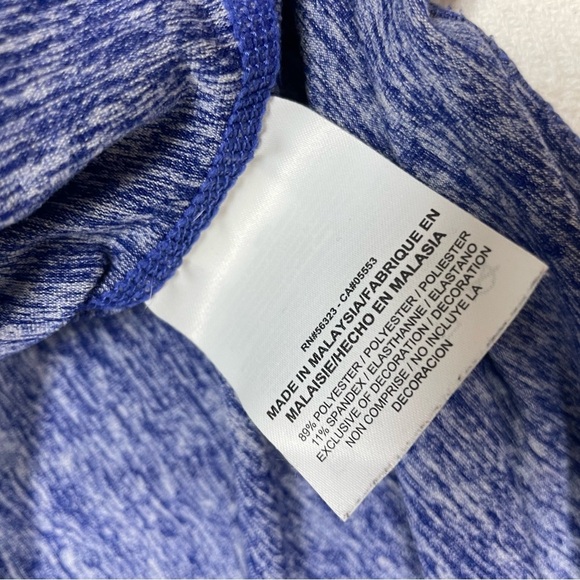 RN#56323 - CA#05553
MADE IN MALAYSIA/FABRIQUE EN
MALAISIE/HECHO EN MALASIA
89% POLYESTER / POLYESTER / POLIESTER
11% SPANDEX / ELASTHANNE / ELASTANO
EXCLUSIVE OF DECORATION / DECORATION
NON COMPRISE / NO INCLUYE LA
DECORACION